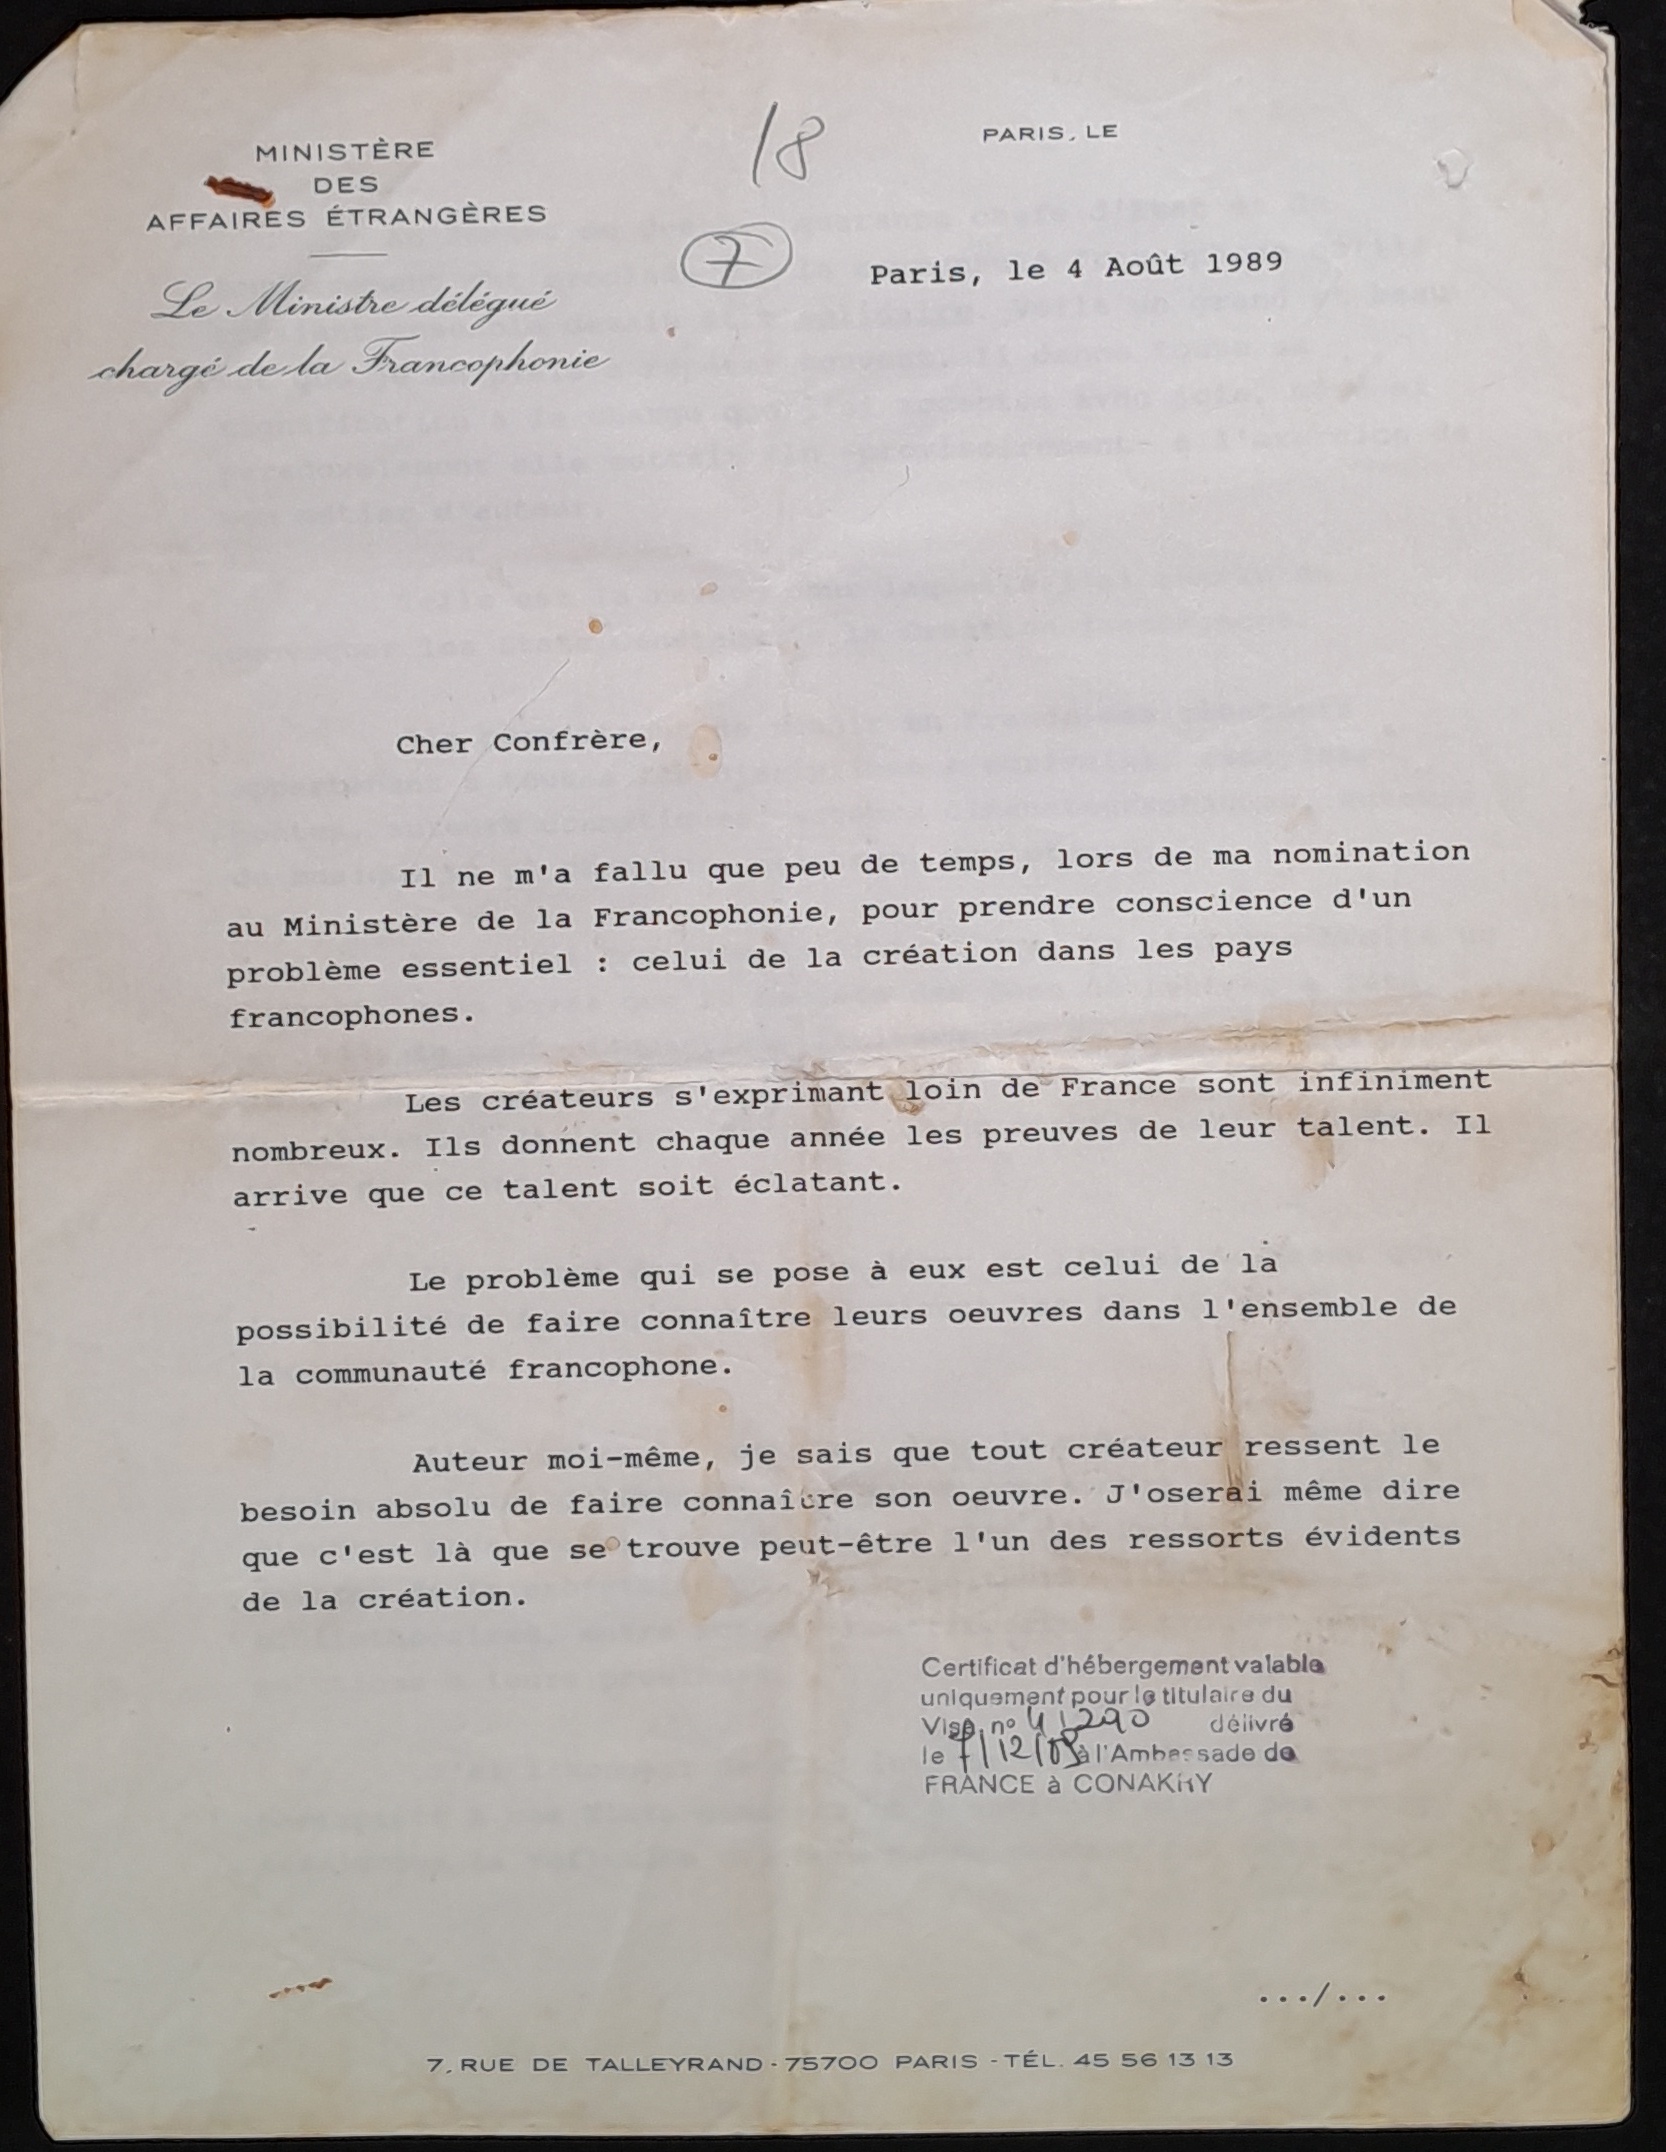 MINISTÈRE
DES
AFFAIRES ÉTRANGÈRES
Le Ministre délégué
chargé de la Francophonie
18
7
PARIS, LE
Paris, le 4 Août 1989
Cher Confrère,
Il ne m'a fallu que peu de temps, lors de ma nomination
au Ministère de la Francophonie, pour prendre conscience d'un
problème essentiel : celui de la création dans les pays
francophones.
Les créateurs s'exprimant loin de France sont infiniment
nombreux. Ils donnent chaque année les preuves de leur talent. Il
arrive que ce talent soit éclatant.
Le problème qui se pose à eux est celui de la
possibilité de faire connaître leurs oeuvres dans l'ensemble de
la communauté francophone.
Auteur moi-même, je sais que tout créateur ressent le
besoin absolu de faire connaître son oeuvre. J'oserai même dire
que c'est là que se trouve peut-être l'un des ressorts évidents
de la création.
Certificat d'hébergement valable
uniquement pour le titulaire du
Visa nº délivré
le à l'Ambassade de
FRANCE à CONAKRY
.../...
7, RUE DE TALLEYRAND - 75700 PARIS - TÉL. 45 56 13 13